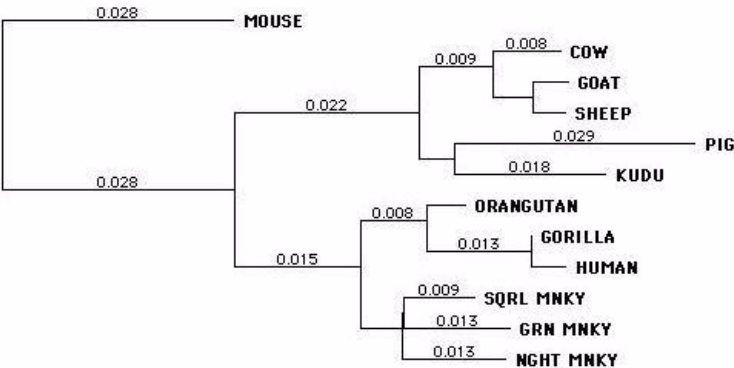 0.028 MOUSE
0.008 COW
0.009
GOAT
0.022
SHEEP
0.029 PIG
0.018 KUDU
0.028
ORANGUTAN
0.008
GORILLA
0.013
0.015
HUMAN
0.009 SQRL MNKY
0.013 GRN MNKY
0.013 NGHT MNKY